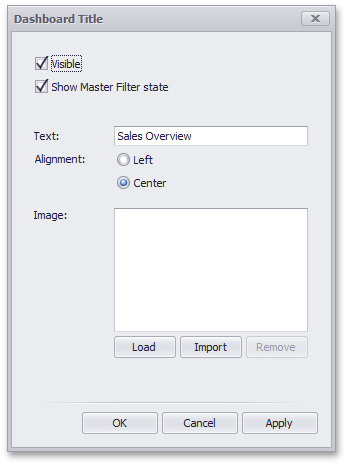 Dashboard Title
Visible
Show Master Filter state
Text: Sales Overview
Alignment: Left
Center
Image:
Load Import Remove
OK Cancel Apply